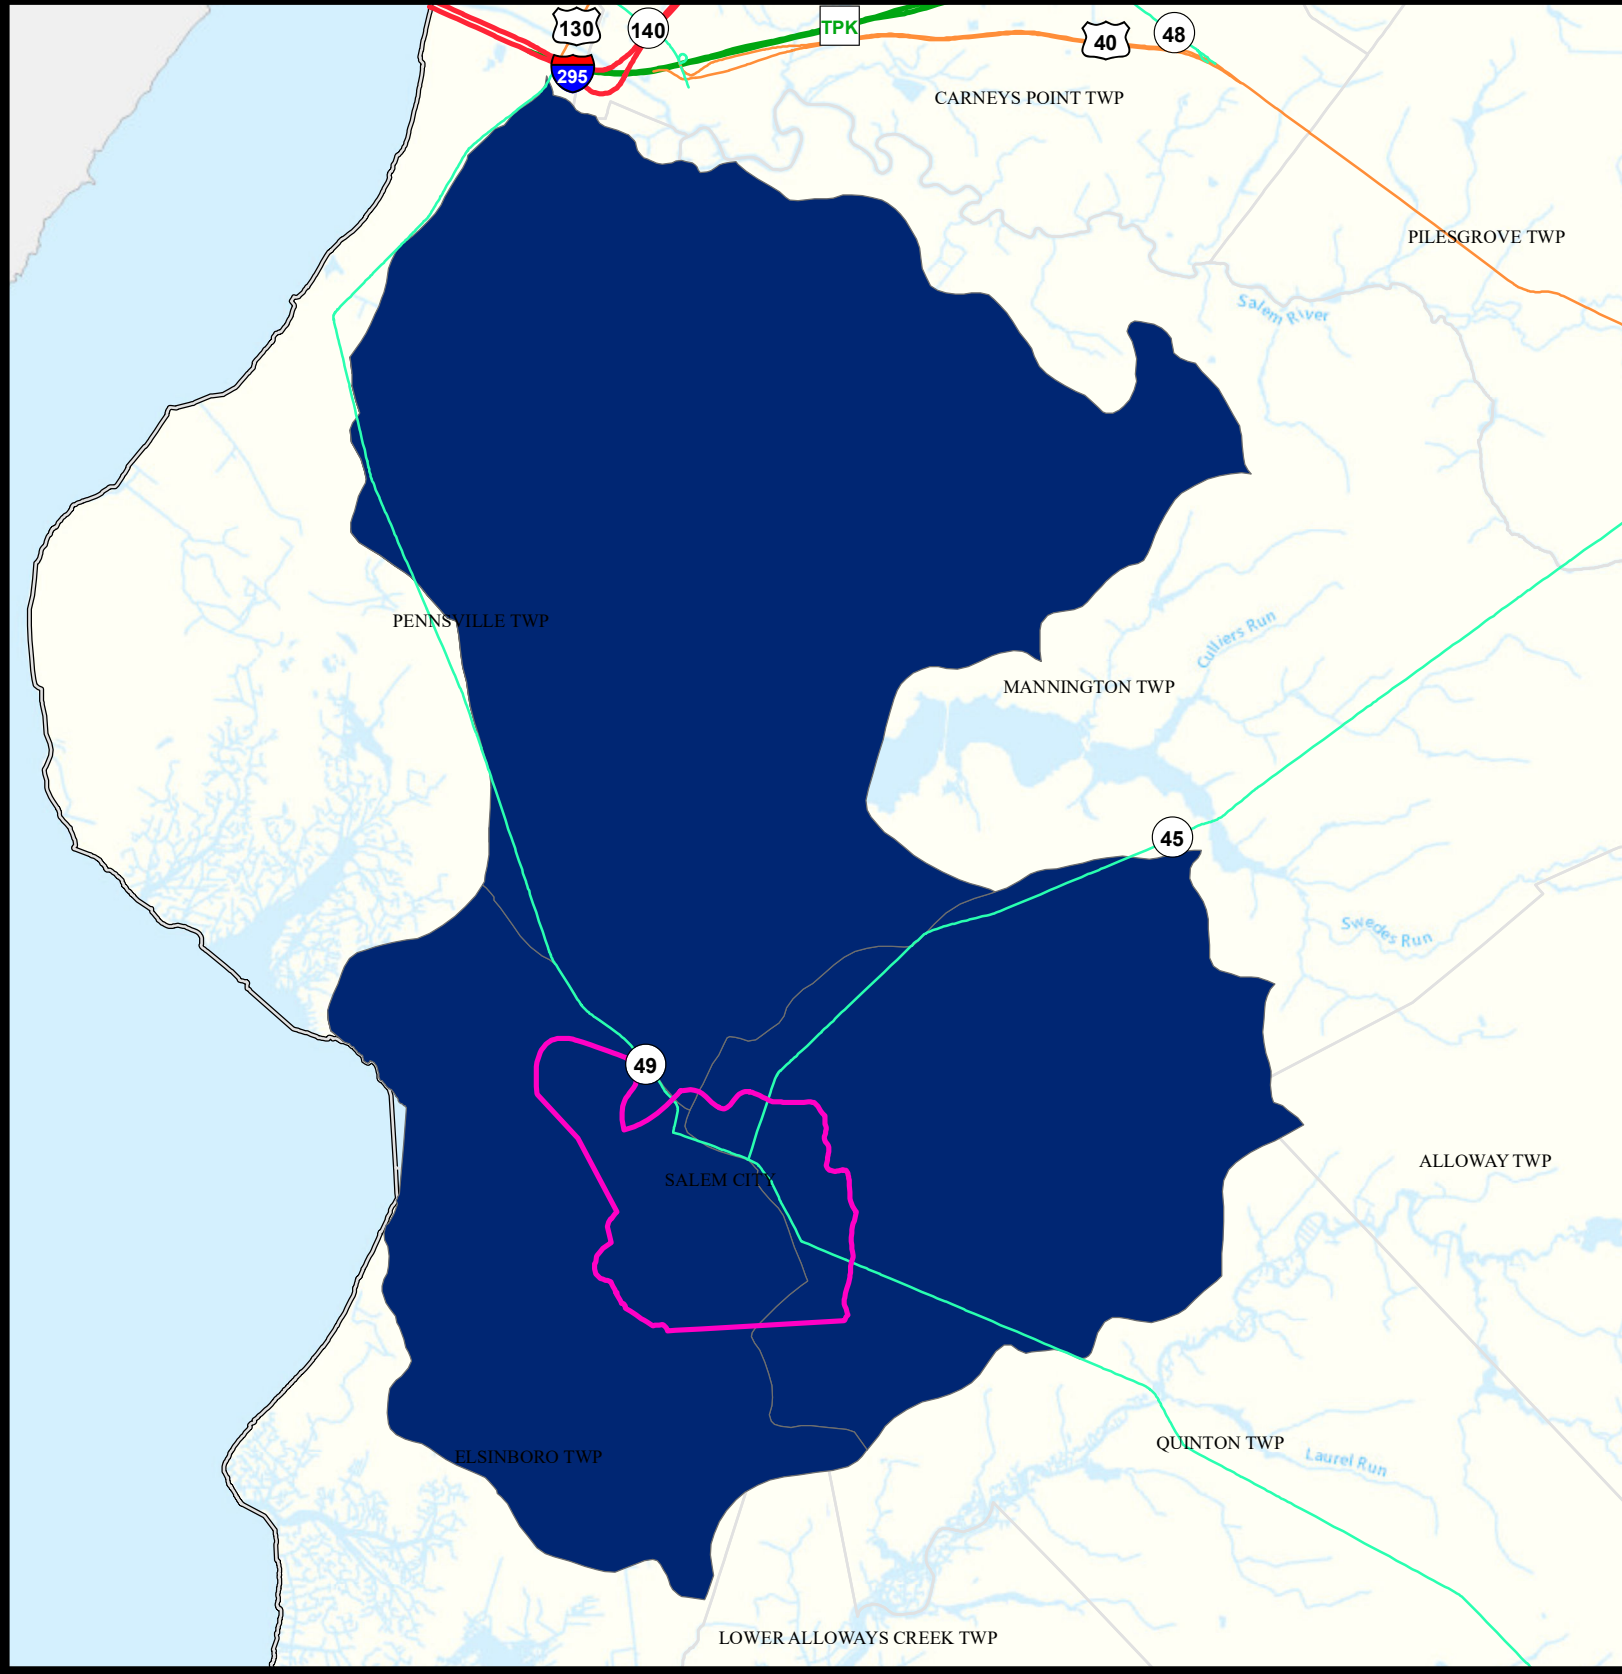 130
140
TPK
40
48
295
CARNEYS POINT TWP
PILESGROVE TWP
Salem River
PENNSVILLE TWP
Culliers Run
MANNINGTON TWP
45
Swedes Run
49
ALLOWAY TWP
SALEM CITY
QUINTON TWP
ELSINBORO TWP
Laurel Run
LOWER ALLOWAYS CREEK TWP